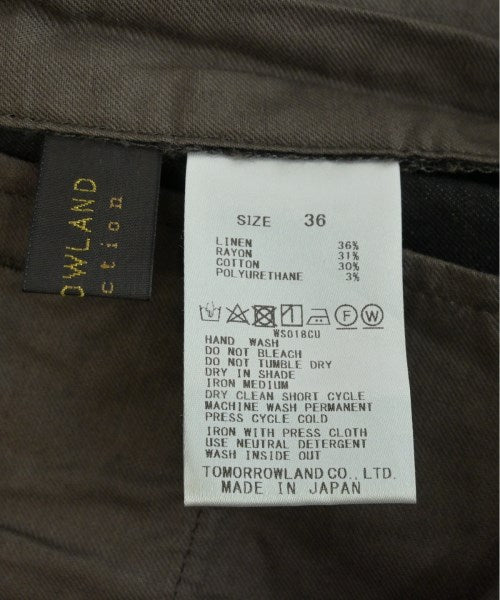 OWLAND
ction
SIZE 36
LINEN 36%
RAYON 31%
COTTON 30%
POLYURETHANE 3%
F W
WS018CU
HAND WASH
DO NOT BLEACH
DO NOT TUMBLE DRY
DRY IN SHADE
IRON MEDIUM
DRY CLEAN SHORT CYCLE
MACHINE WASH PERMANENT
PRESS CYCLE COLD
IRON WITH PRESS CLOTH
USE NEUTRAL DETERGENT
WASH INSIDE OUT
TOMORROWLAND CO., LTD.
MADE IN JAPAN